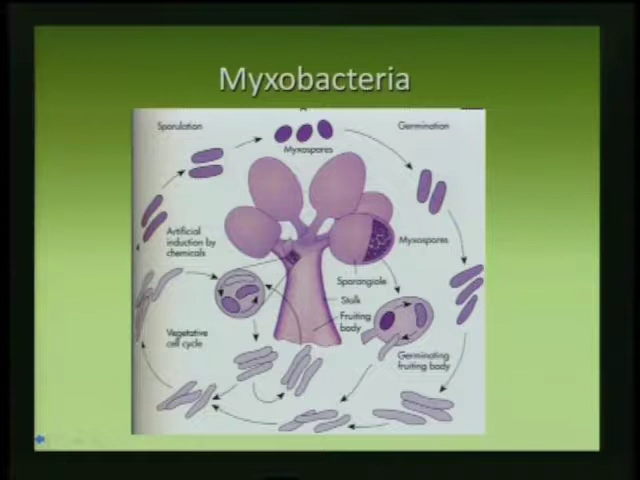 Myxobacteria
Sporulation
Germination
Myxospores
Artificial
induction by
chemicals
Myxospores
Sporangiole
Stalk
Fruiting
body
Vegetative
cell cycle
Germinating
fruiting body